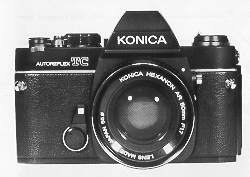 KONICA
AUTOREFLEX TC
KONICA HEXANON AR 50mm F1.7
LENS MADE IN JAPAN